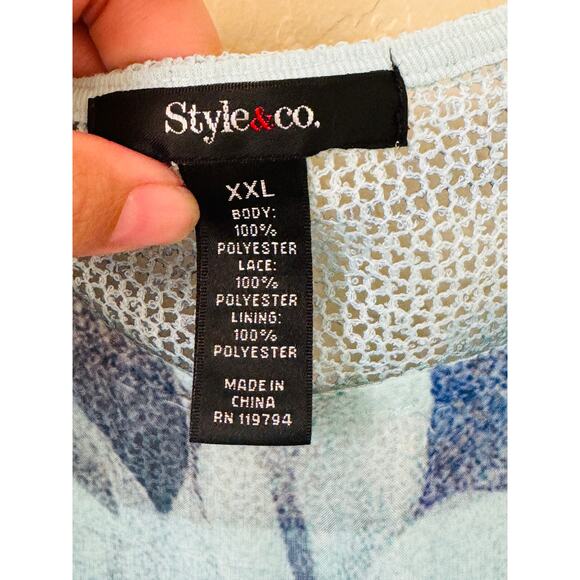 Style&co.
XXL
BODY:
100%
POLYESTER
LACE:
100%
POLYESTER
LINING:
100%
POLYESTER
MADE IN
CHINA
RN 119794